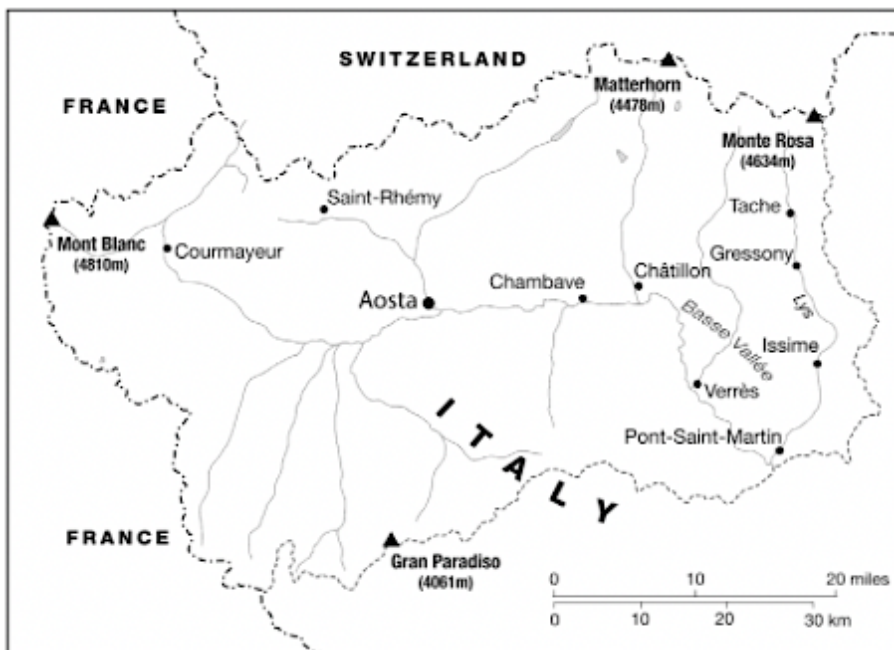 SWITZERLAND
FRANCE
Matterhorn
(4478m)
Monte Rosa
(4634m)
Saint-Rhémy
Tache
Mont Blanc
(4810m)
Courmayeur
Gressony
Châtillon
Chambave
Aosta
Lys
Basse Vallée
Issime
Verrès
ITALY
Pont-Saint-Martin
FRANCE
Gran Paradiso
(4061m)
0 10 20 miles
0 10 20 30 km